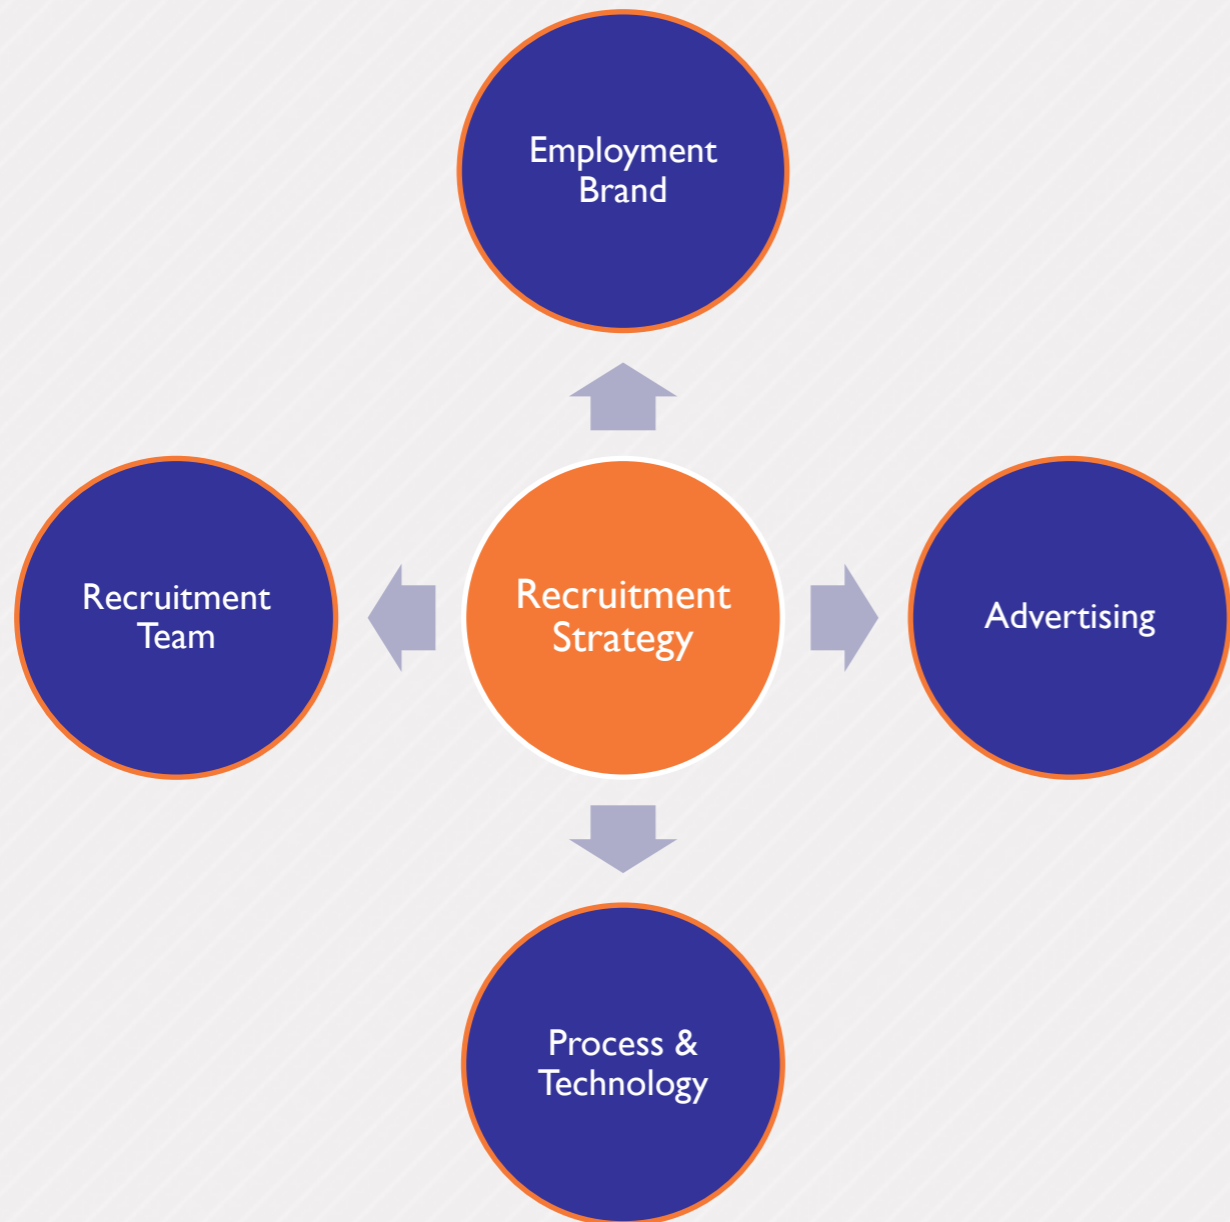 Employment
Brand
Recruitment
Team
Recruitment
Strategy
Advertising
Process &
Technology